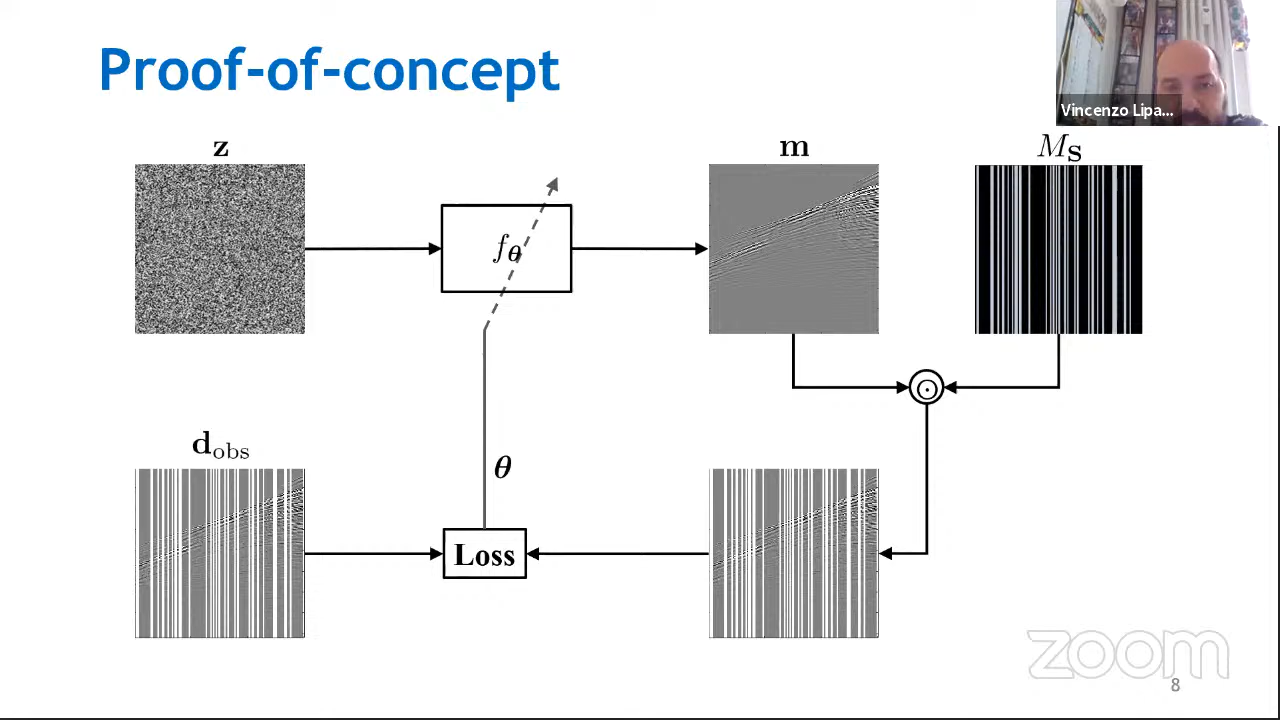 Proof-of-concept
Vincenzo Lipa...
z
f_θ
m
M_S
d_obs
θ
Loss
zoom
8